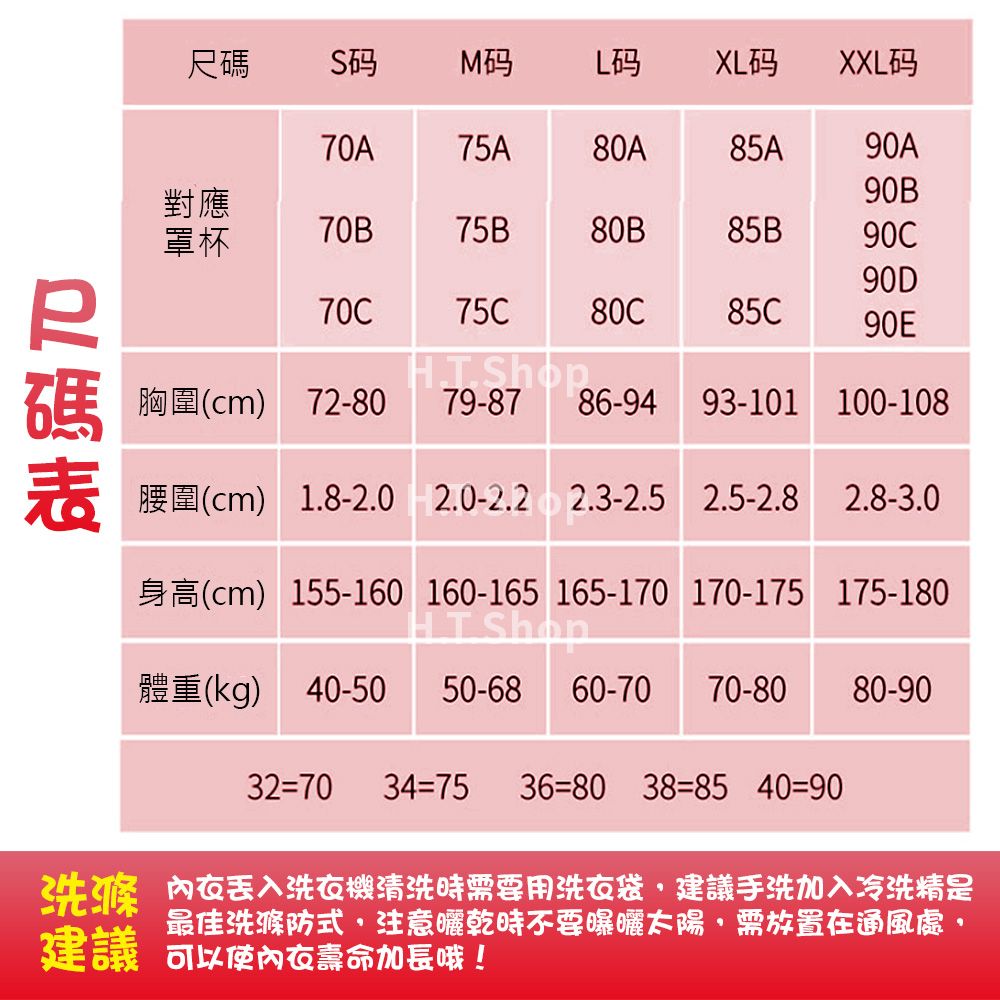 尺碼表
尺碼 S码 M码 L码 XL码 XXL码
對應罩杯
70A 75A 80A 85A 90A
90B
70B 75B 80B 85B 90C
90D
70C 75C 80C 85C 90E
H.T.Shop
胸圍(cm) 72-80 79-87 86-94 93-101 100-108
腰圍(cm) 1.8-2.0 2.0-2.2 2.3-2.5 2.5-2.8 2.8-3.0
H.T.Shop
身高(cm) 155-160 160-165 165-170 170-175 175-180
H.T.Shop
體重(kg) 40-50 50-68 60-70 70-80 80-90
32=70 34=75 36=80 38=85 40=90
洗滌
建議
內衣丟入洗衣機清洗時需要用洗衣袋，建議手洗加入冷洗精是
最佳洗滌防式，注意曬乾時不要曝曬太陽，需放置在通風處，
可以使內衣壽命加長哦！